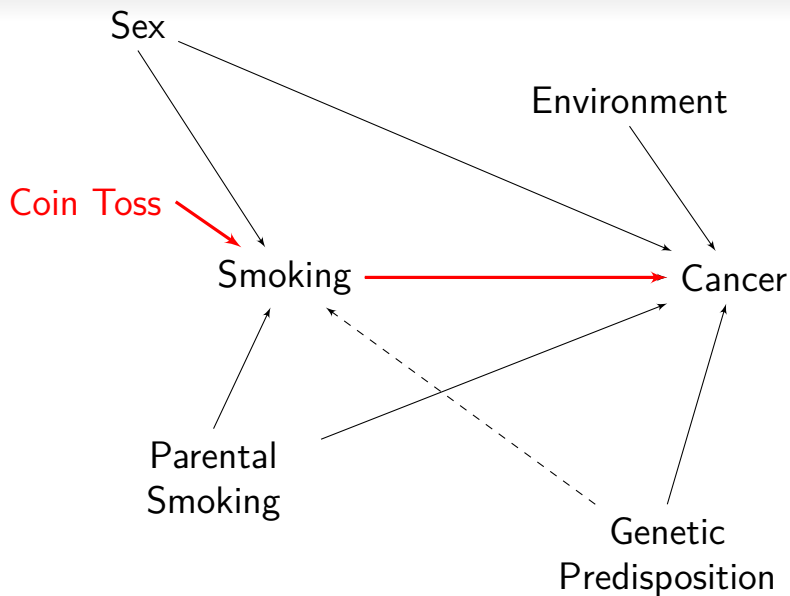 Sex
Environment
Coin Toss
Smoking
Cancer
Parental
Smoking
Genetic
Predisposition